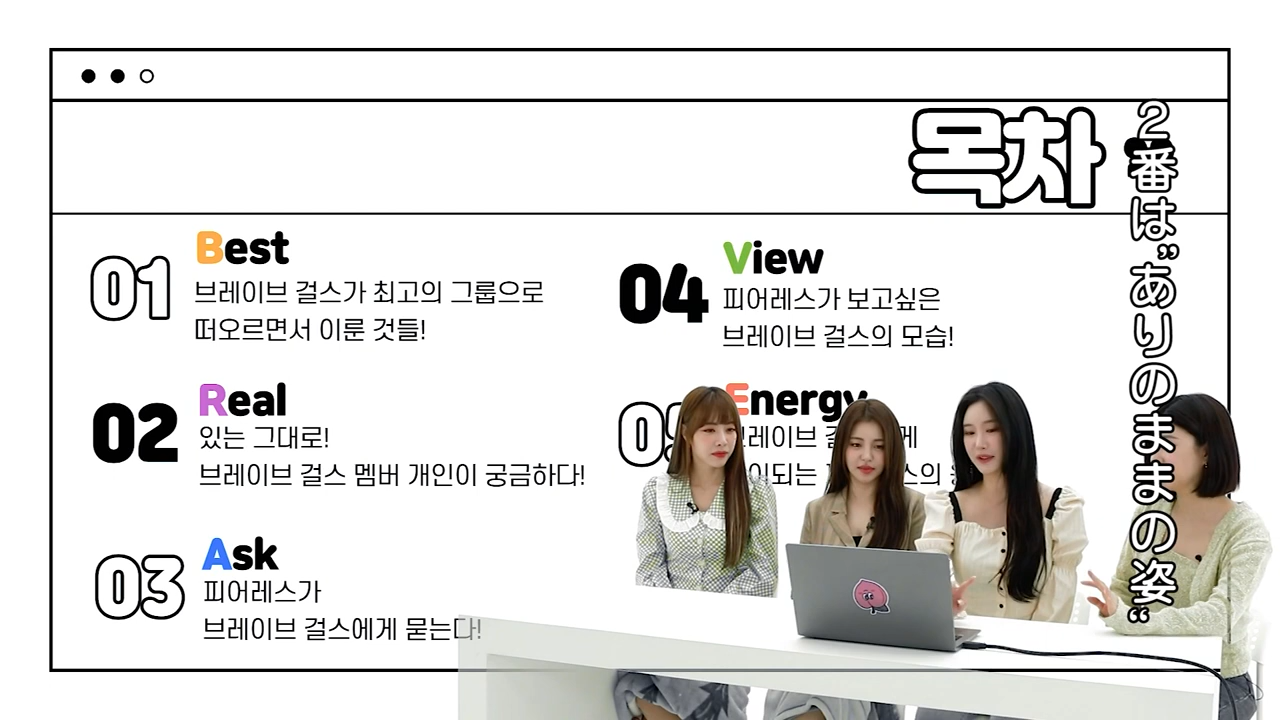 목차
01
Best
브레이브 걸스가 최고의 그룹으로
떠오르면서 이룬 것들!
02
Real
있는 그대로!
브레이브 걸스 멤버 개인이 궁금하다!
03
Ask
피어레스가
브레이브 걸스에게 묻는다!
04
View
피어레스가 보고싶은
브레이브 걸스의 모습!
Energy
2番は”ありのままの姿“